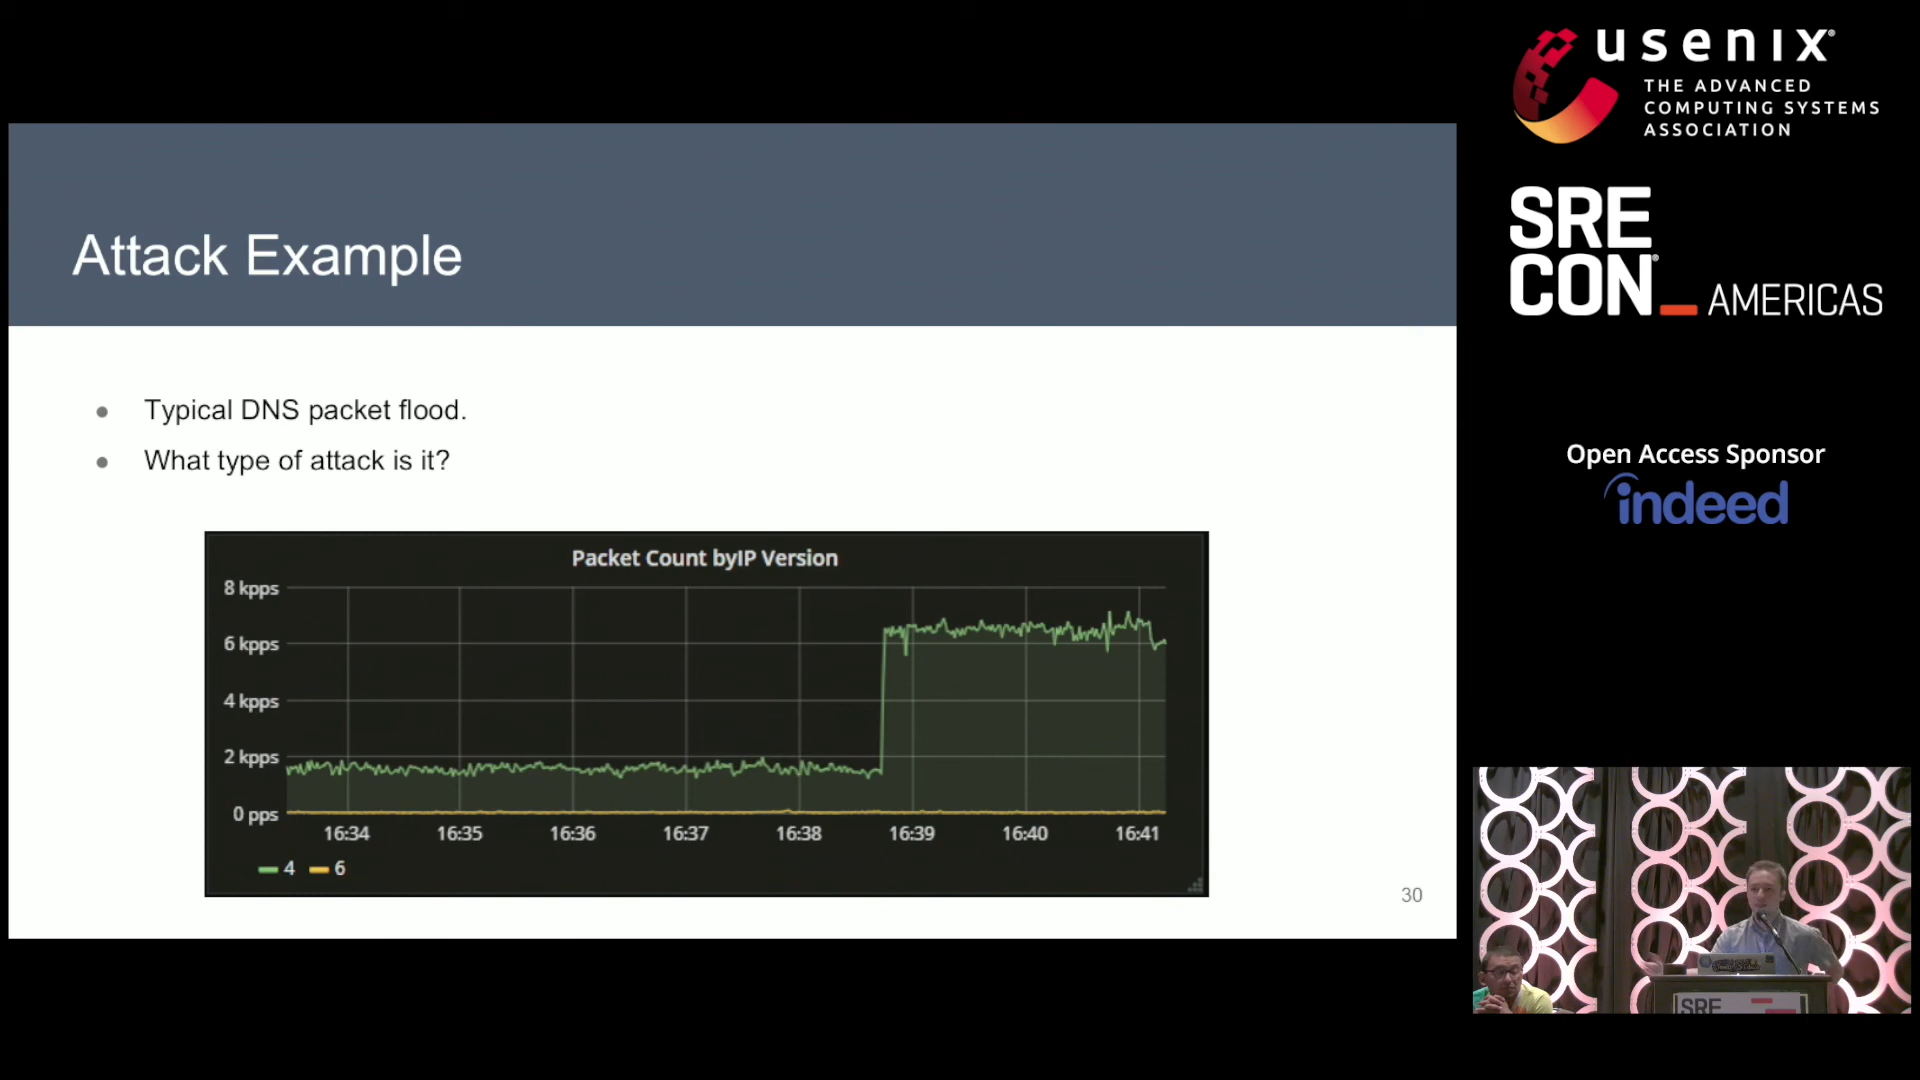 Attack Example
● Typical DNS packet flood.
● What type of attack is it?
Packet Count byIP Version
8 kpps
6 kpps
4 kpps
2 kpps
0 pps
16:34 16:35 16:36 16:37 16:38 16:39 16:40 16:41
4 6
30
usenix®
THE ADVANCED
COMPUTING SYSTEMS
ASSOCIATION
SRE
CON®_AMERICAS
Open Access Sponsor
indeed
SRE